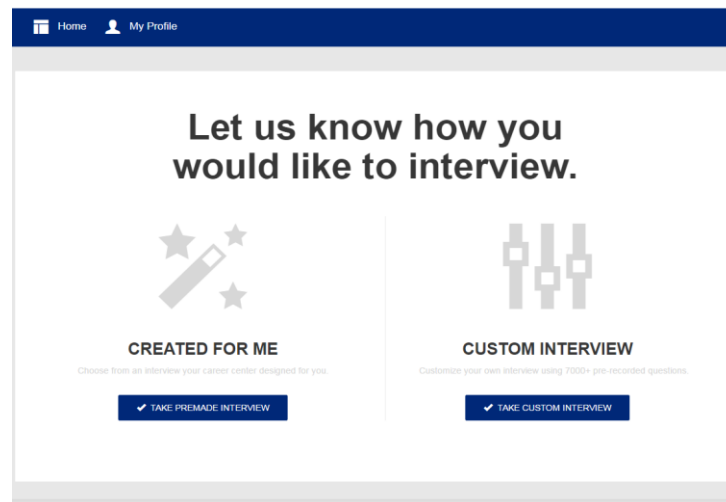 Home My Profile
Let us know how you
would like to interview.
CREATED FOR ME
Choose from an interview your career center designed for you.
TAKE PREMADE INTERVIEW
CUSTOM INTERVIEW
Customize your own interview using 7000+ pre-recorded questions.
TAKE CUSTOM INTERVIEW